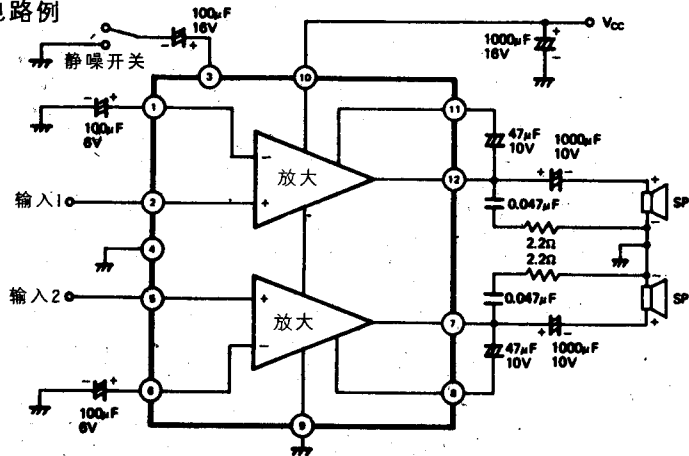 电路例
100μF
16V
- +
静噪开关
3
10
Vcc
1000μF
16V
+
-
1
- +
100μF
6V
11
47μF
10V
1000μF
10V
+ -
- 放大
+
12
输入1
2
0.047μF
+
SP
-
2.2Ω
4
2.2Ω
输入2
5
+ 放大
-
0.047μF
-
SP
+
7
+ -
47μF
10V
1000μF
10V
- +
100μF
6V
6
8
9